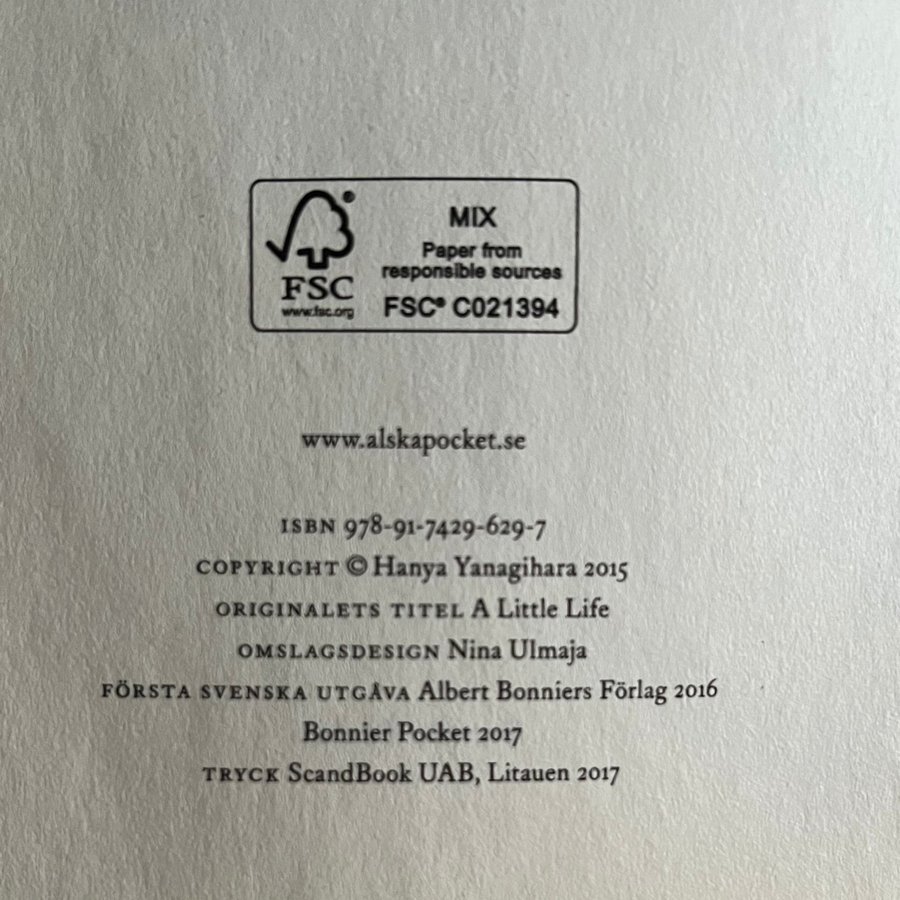 FSC®
www.fsc.org
MIX
Paper from
responsible sources
FSC® C021394
www.alskapocket.se
ISBN 978-91-7429-629-7
COPYRIGHT © Hanya Yanagihara 2015
ORIGINALETS TITEL A Little Life
OMSLAGSDESIGN Nina Ulmaja
FÖRSTA SVENSKA UTGÅVA Albert Bonniers Förlag 2016
Bonnier Pocket 2017
TRYCK ScandBook UAB, Litauen 2017